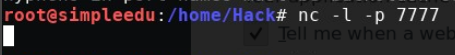 root@simpleedu:/home/Hack# nc -l -p 7777
Tell me when a web